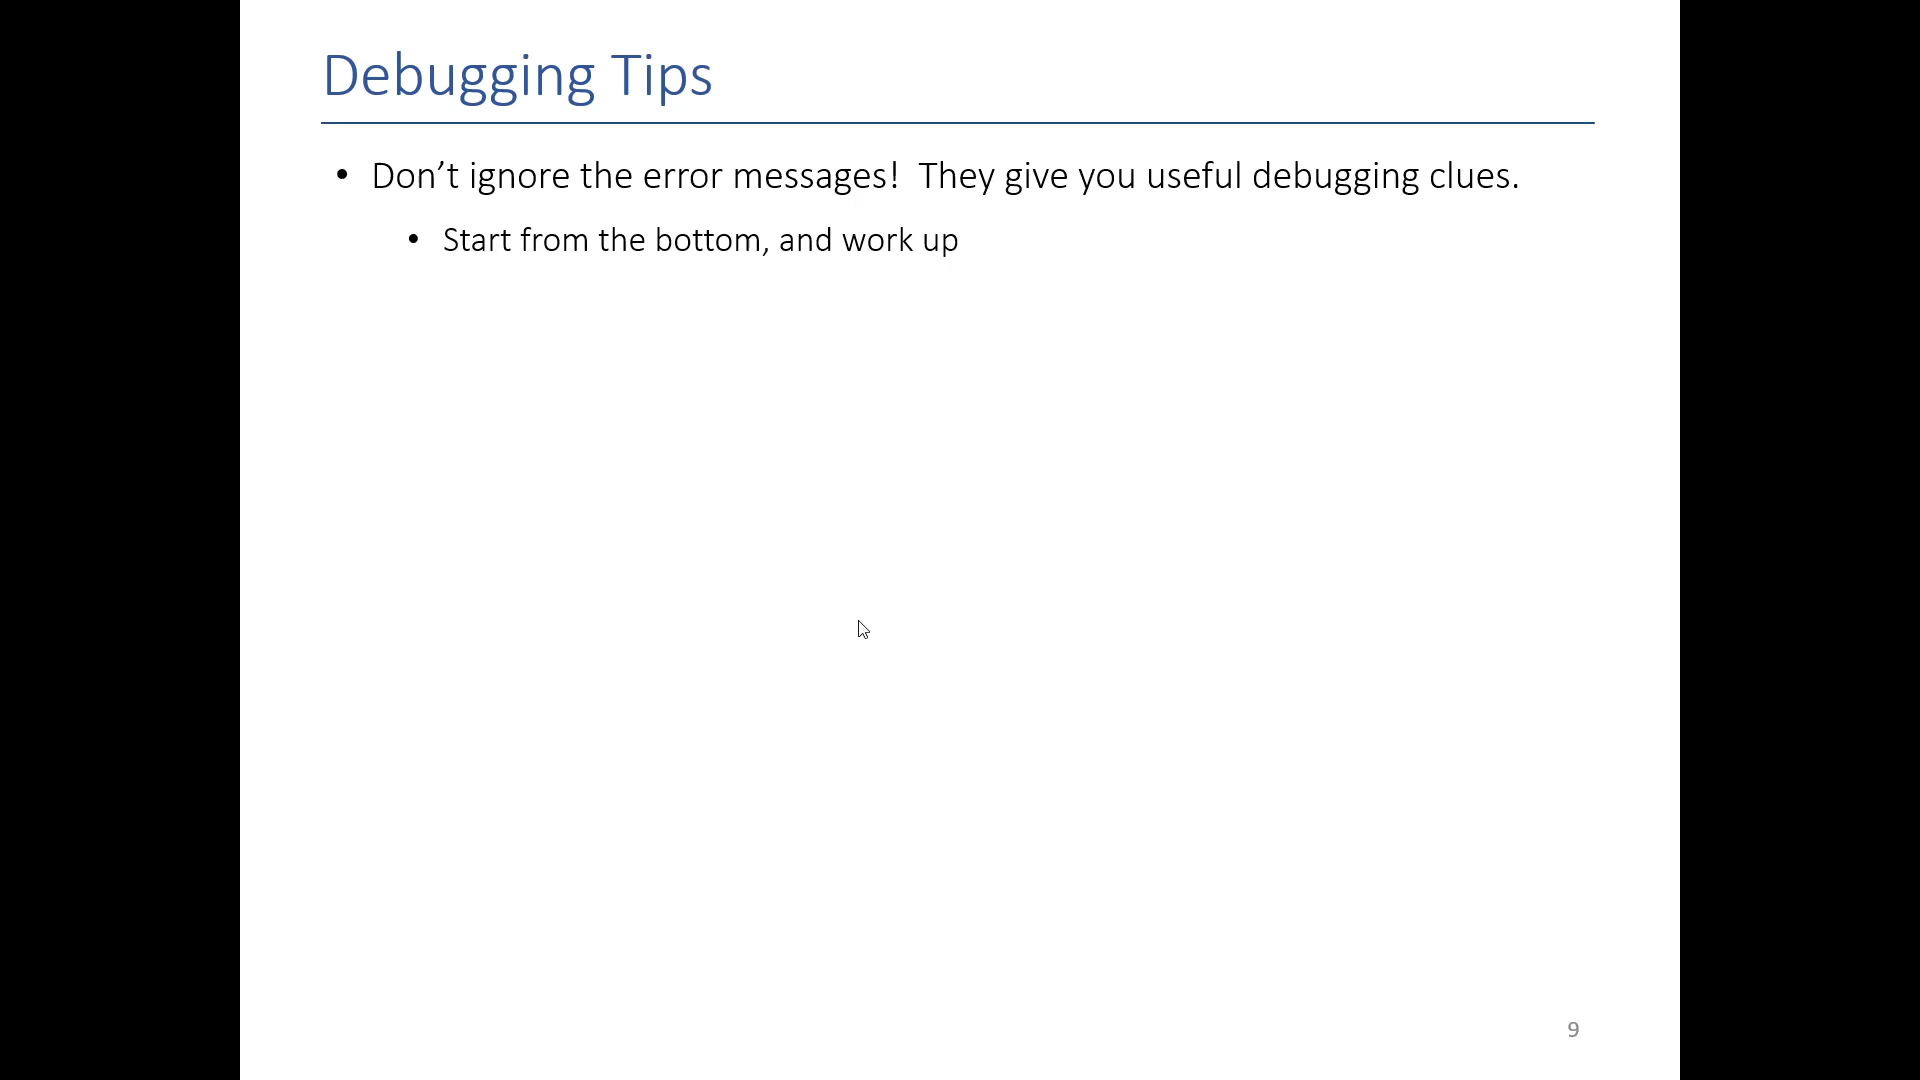 Debugging Tips
• Don’t ignore the error messages!  They give you useful debugging clues.
• Start from the bottom, and work up
9